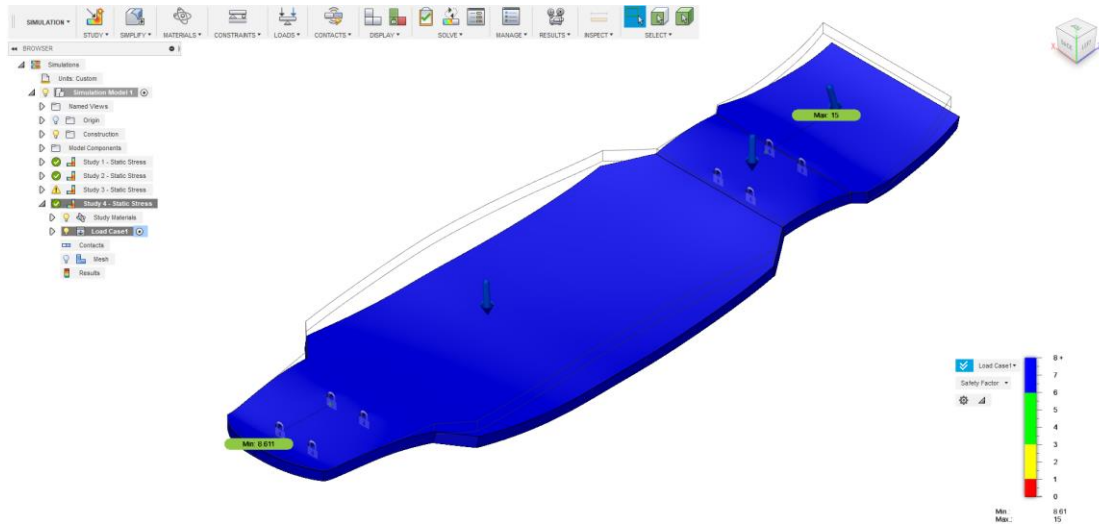 SIMULATION
STUDY
SIMPLIFY
MATERIALS
CONSTRAINTS
LOADS
CONTACTS
DISPLAY
SOLVE
MANAGE
RESULTS
INSPECT
SELECT
BROWSER
Simulations
Units: Custom
Simulation Model 1
Named Views
Origin
Construction
Model Components
Study 1 - Static Stress
Study 2 - Static Stress
Study 3 - Static Stress
Study 4 - Static Stress
Study Materials
Load Case1
Contacts
Mesh
Results
BACK
LEFT
Max: 15
Min: 8.611
Load Case1
Safety Factor
8 +
7
6
5
4
3
2
1
0
Min.: 8.61
Max.: 15